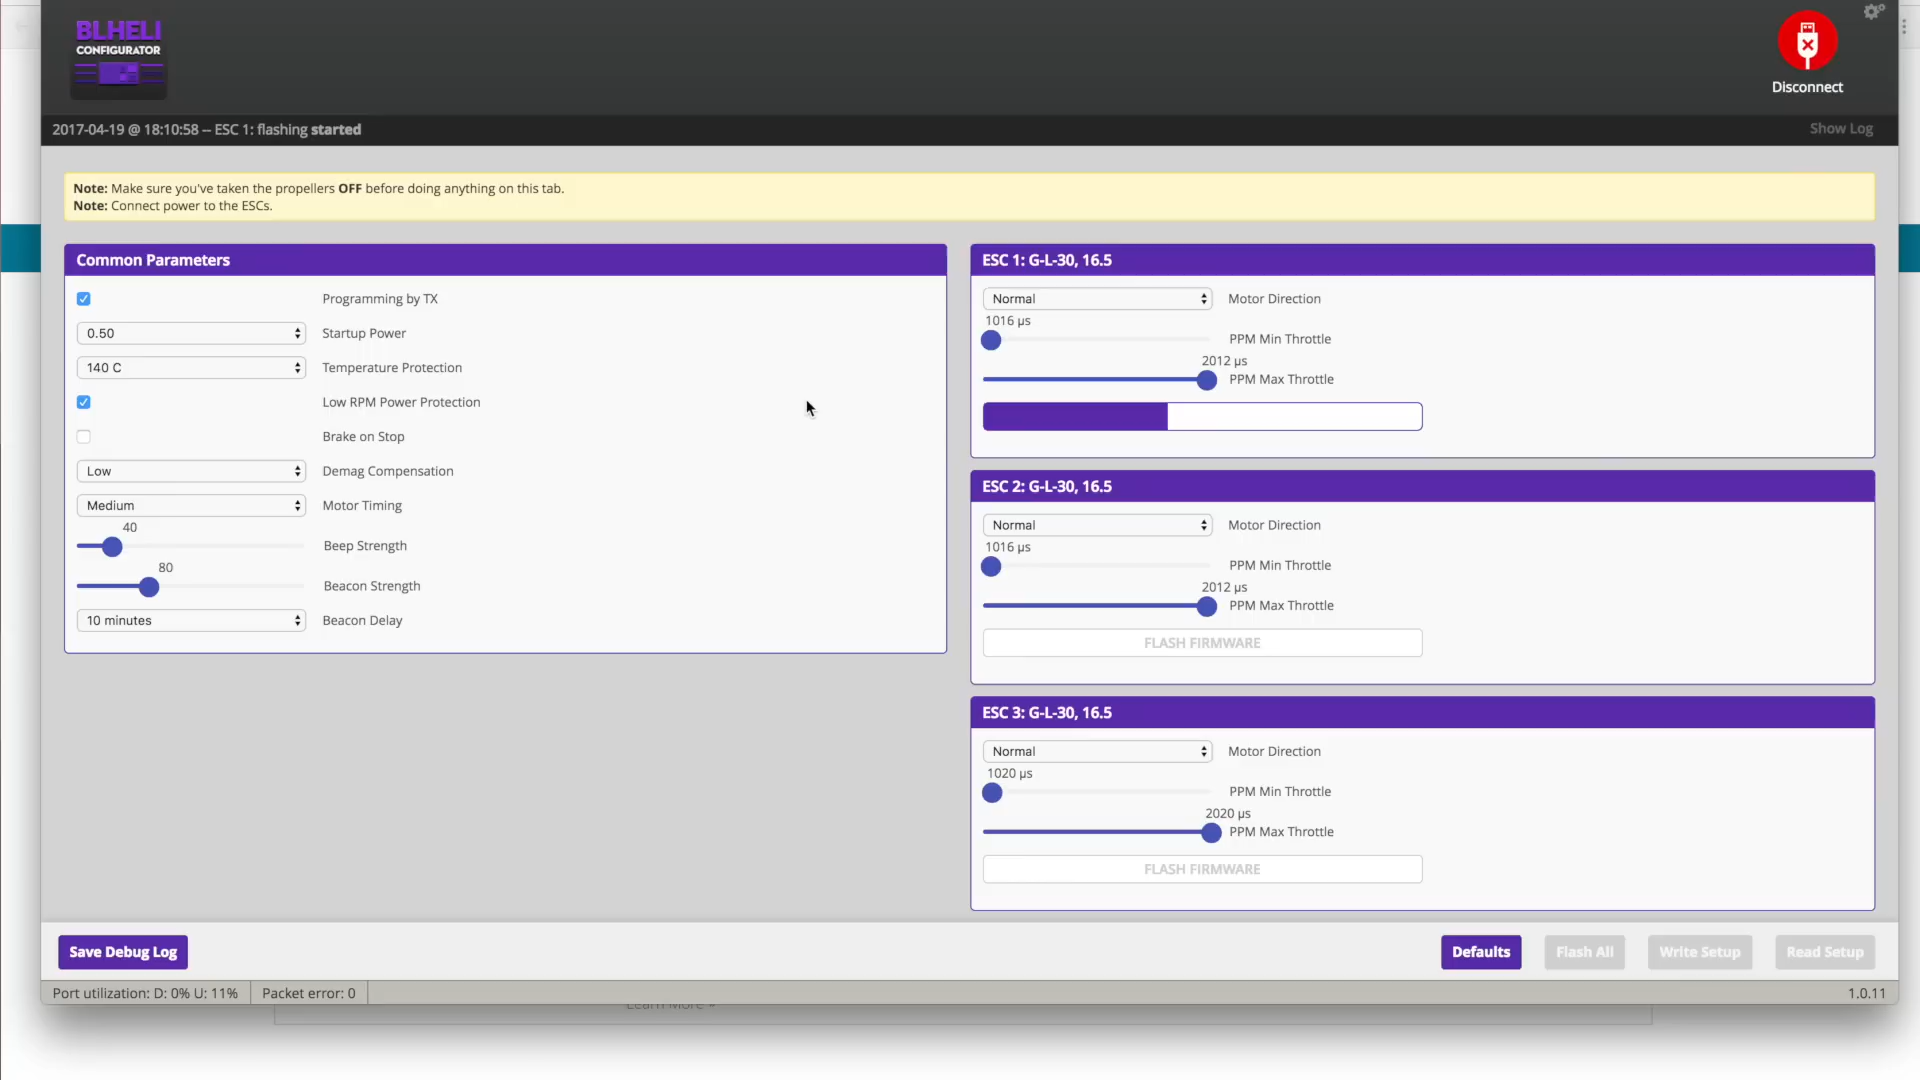 BLHELI
CONFIGURATOR
Disconnect
2017-04-19 @ 18:10:58 -- ESC 1: flashing started
Show Log
Note: Make sure you've taken the propellers OFF before doing anything on this tab.
Note: Connect power to the ESCs.
Common Parameters
Programming by TX
0.50 Startup Power
140 C Temperature Protection
Low RPM Power Protection
Brake on Stop
Low Demag Compensation
Medium Motor Timing
40
Beep Strength
80
Beacon Strength
10 minutes Beacon Delay
ESC 1: G-L-30, 16.5
Normal Motor Direction
1016 µs
PPM Min Throttle
2012 µs
PPM Max Throttle
ESC 2: G-L-30, 16.5
Normal Motor Direction
1016 µs
PPM Min Throttle
2012 µs
PPM Max Throttle
FLASH FIRMWARE
ESC 3: G-L-30, 16.5
Normal Motor Direction
1020 µs
PPM Min Throttle
2020 µs
PPM Max Throttle
FLASH FIRMWARE
Save Debug Log
Defaults
Flash All
Write Setup
Read Setup
Port utilization: D: 0% U: 11%
Packet error: 0
1.0.11
Learn More »